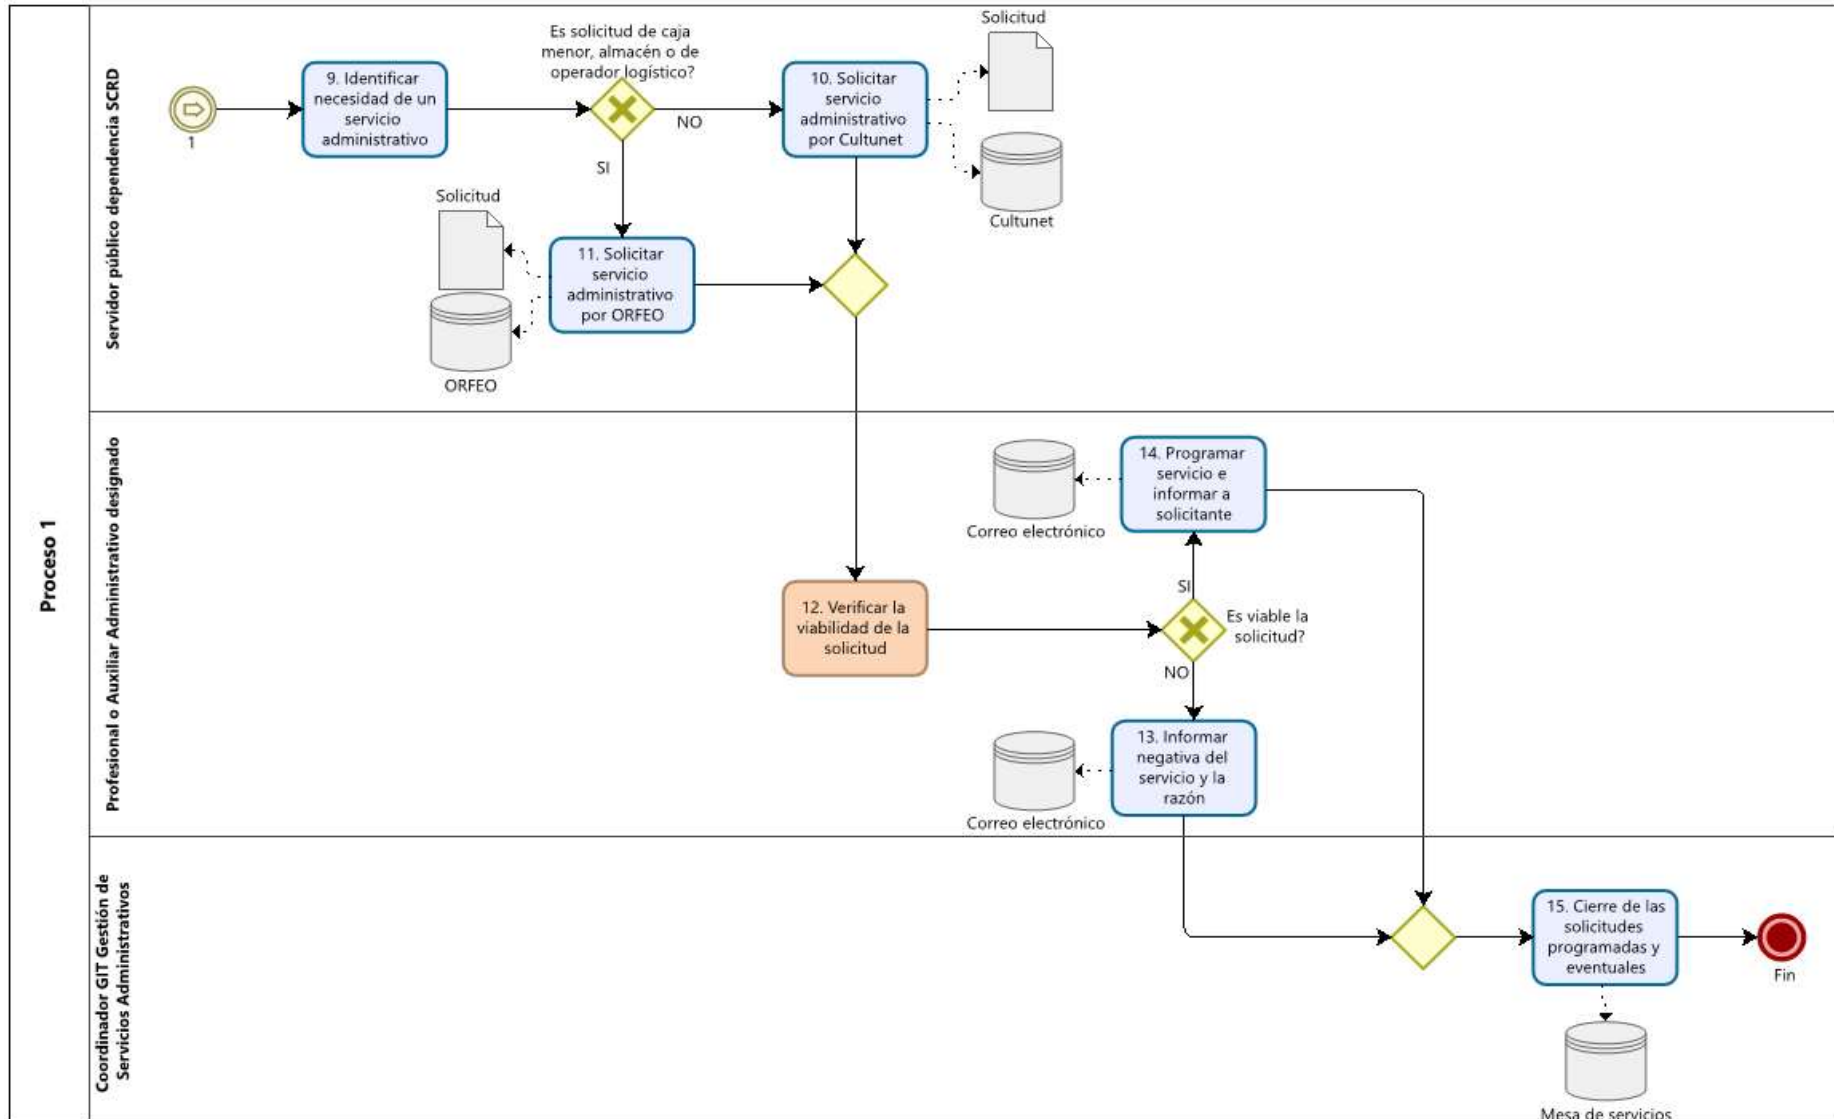 Proceso 1
Servidor público dependencia SCRD
1
9. Identificar
necesidad de un
servicio
administrativo
Es solicitud de caja
menor, almacén o de
operador logístico?
NO
SI
10. Solicitar
servicio
administrativo
por Cultunet
Solicitud
Cultunet
Solicitud
ORFEO
11. Solicitar
servicio
administrativo
por ORFEO
Profesional o Auxiliar Administrativo designado
12. Verificar la
viabilidad de la
solicitud
Correo electrónico
14. Programar
servicio e
informar a
solicitante
SI
Es viable la
solicitud?
NO
13. Informar
negativa del
servicio y la
razón
Correo electrónico
Coordinador GIT Gestión de
Servicios Administrativos
15. Cierre de las
solicitudes
programadas y
eventuales
Fin
Mesa de servicios